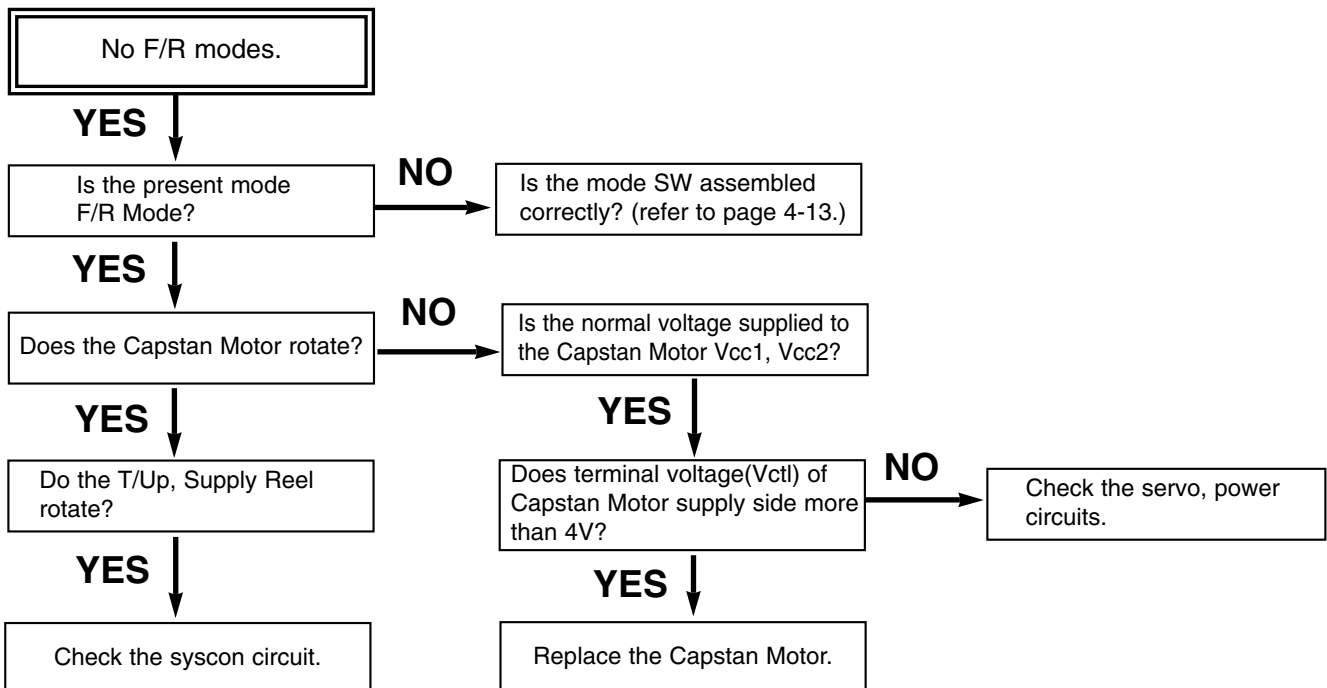 No F/R modes.
YES
Is the present mode
F/R Mode?
NO
Is the mode SW assembled
correctly? (refer to page 4-13.)
YES
Does the Capstan Motor rotate?
NO
Is the normal voltage supplied to
the Capstan Motor Vcc1, Vcc2?
YES
YES
Do the T/Up, Supply Reel
rotate?
Does terminal voltage(Vctl) of
Capstan Motor supply side more
than 4V?
NO
Check the servo, power
circuits.
YES
YES
Check the syscon circuit.
Replace the Capstan Motor.